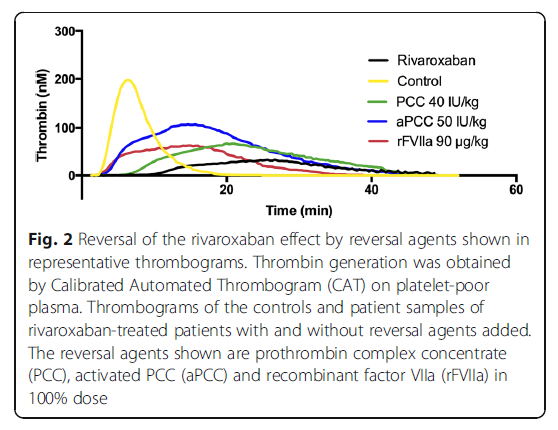 300
200
100
0
Thrombin (nM)
Rivaroxaban
Control
PCC 40 IU/kg
aPCC 50 IU/kg
rFVIIa 90 µg/kg
20
40
60
Time (min)
Fig. 2 Reversal of the rivaroxaban effect by reversal agents shown in
representative thrombograms. Thrombin generation was obtained
by Calibrated Automated Thrombogram (CAT) on platelet-poor
plasma. Thrombograms of the controls and patient samples of
rivaroxaban-treated patients with and without reversal agents added.
The reversal agents shown are prothrombin complex concentrate
(PCC), activated PCC (aPCC) and recombinant factor VIIa (rFVIIa) in
100% dose